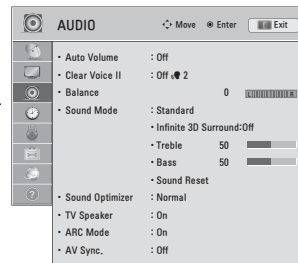 AUDIO Move Enter Exit
• Auto Volume : Off
• Clear Voice II : Off 2
• Balance 0
• Sound Mode : Standard
• Infinite 3D Surround:Off
• Treble 50
• Bass 50
• Sound Reset
• Sound Optimizer : Normal
• TV Speaker : On
• ARC Mode : On
• AV Sync. : Off
?